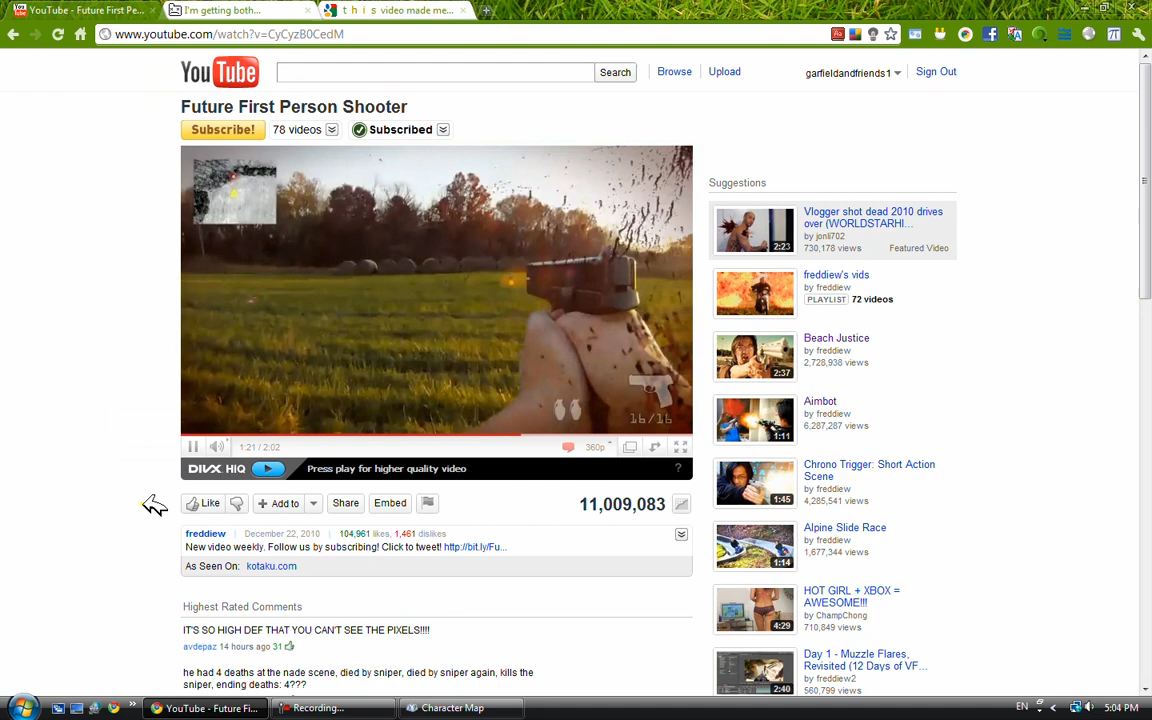 YouTube - Future First Pe...
I'm getting both...
t h i s video made me...
www.youtube.com/watch?v=CyCyzB0CedM
YouTube
Search
Browse
Upload
garfieldandfriends1
Sign Out
Future First Person Shooter
Subscribe!
78 videos
Subscribed
16/16
1:21 / 2:02
360p
DIVX HiQ
Press play for higher quality video
?
Like
Add to
Share
Embed
11,009,083
freddiew
December 22, 2010
104,961 likes, 1,461 dislikes
New video weekly. Follow us by subscribing! Click to tweet! http://bit.ly/Fu...
As Seen On: kotaku.com
Highest Rated Comments
IT'S SO HIGH DEF THAT YOU CAN'T SEE THE PIXELS!!!!
avdepaz 14 hours ago 31
he had 4 deaths at the nade scene, died by sniper, died by sniper again, kills the
sniper, ending deaths: 4???
Suggestions
Vlogger shot dead 2010 drives
over (WORLDSTARHI...
by jonli702
730,178 views
Featured Video
2:23
freddiew's vids
by freddiew
PLAYLIST 72 videos
Beach Justice
by freddiew
2,728,938 views
2:37
Aimbot
by freddiew
6,287,287 views
1:11
Chrono Trigger: Short Action
Scene
by freddiew
4,285,541 views
1:45
Alpine Slide Race
by freddiew
1,677,344 views
1:14
HOT GIRL + XBOX =
AWESOME!!!
by ChampChong
710,849 views
4:29
Day 1 - Muzzle Flares,
Revisited (12 Days of VF...
by freddiew2
560,799 views
2:40
YouTube - Future Fi...
Recording...
Character Map
EN
5:04 PM